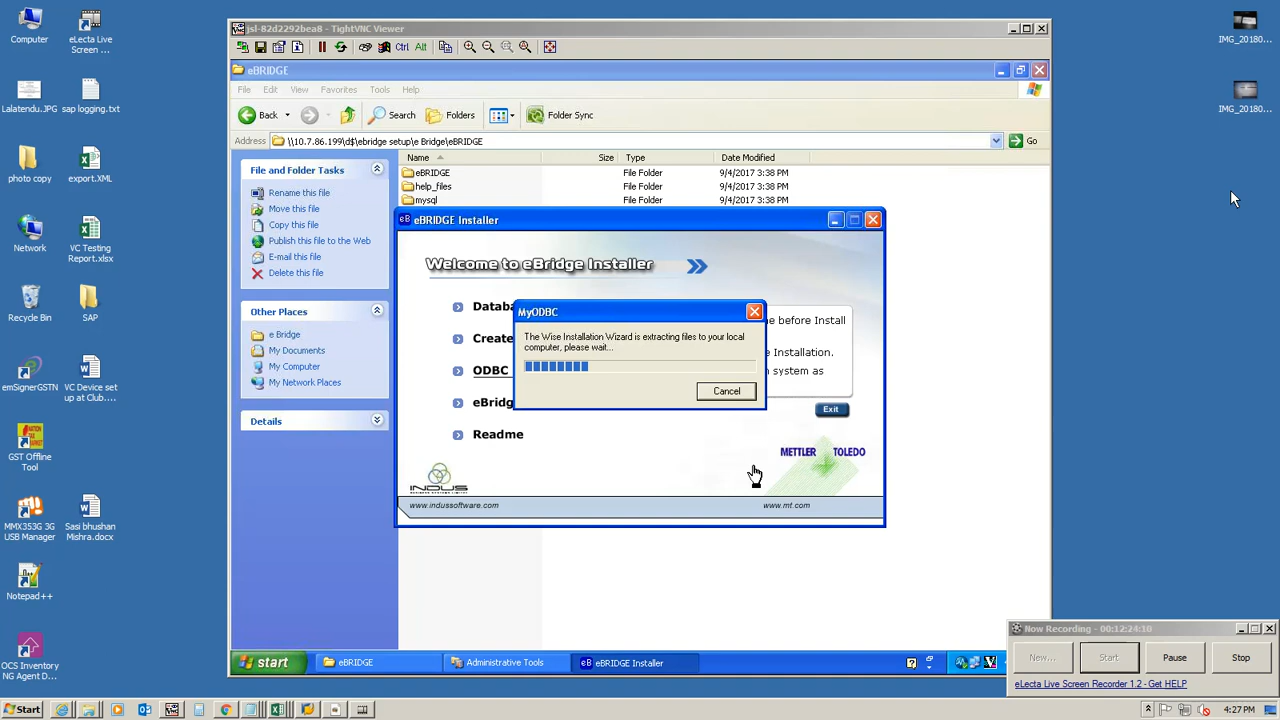 Computer
eLecta Live
Screen ...
Lalatendu.JPG
sap logging.txt
photo copy
export.XML
Network
VC Testing
Report.xlsx
Recycle Bin
SAP
emSignerGSTN
VC Device set
up at Club....
GST Offline
Tool
MMX353G 3G
USB Manager
Sasi bhushan
Mishra.docx
Notepad++
OCS Inventory
NG Agent D...
IMG_20180...
IMG_20180...
jsl-82d2292bea8 - TightVNC Viewer
Ctrl Alt
eBRIDGE
File Edit View Favorites Tools Help
Back Search Folders Folder Sync
Address \\10.7.86.199\d$\ebridge setup\e Bridge\eBRIDGE Go
File and Folder Tasks
Rename this file
Move this file
Copy this file
Publish this file to the Web
E-mail this file
Delete this file
Other Places
e Bridge
My Documents
My Computer
My Network Places
Details
Name Size Type Date Modified
eBRIDGE File Folder 9/4/2017 3:38 PM
help_files File Folder 9/4/2017 3:38 PM
mysql File Folder 9/4/2017 3:38 PM
eB eBRIDGE Installer
Welcome to eBridge Installer
Databa
Create
ODBC
eBridg
Readme
e before Install
e Installation.
n system as
Exit
METTLER TOLEDO
INDUS
www.indussoftware.com www.mt.com
MyODBC
The Wise Installation Wizard is extracting files to your local
computer, please wait...
Cancel
start eBRIDGE Administrative Tools eBRIDGE Installer
Now Recording - 00:12:24:10
New... Start Pause Stop
eLecta Live Screen Recorder 1.2 - Get HELP
Start 4:27 PM